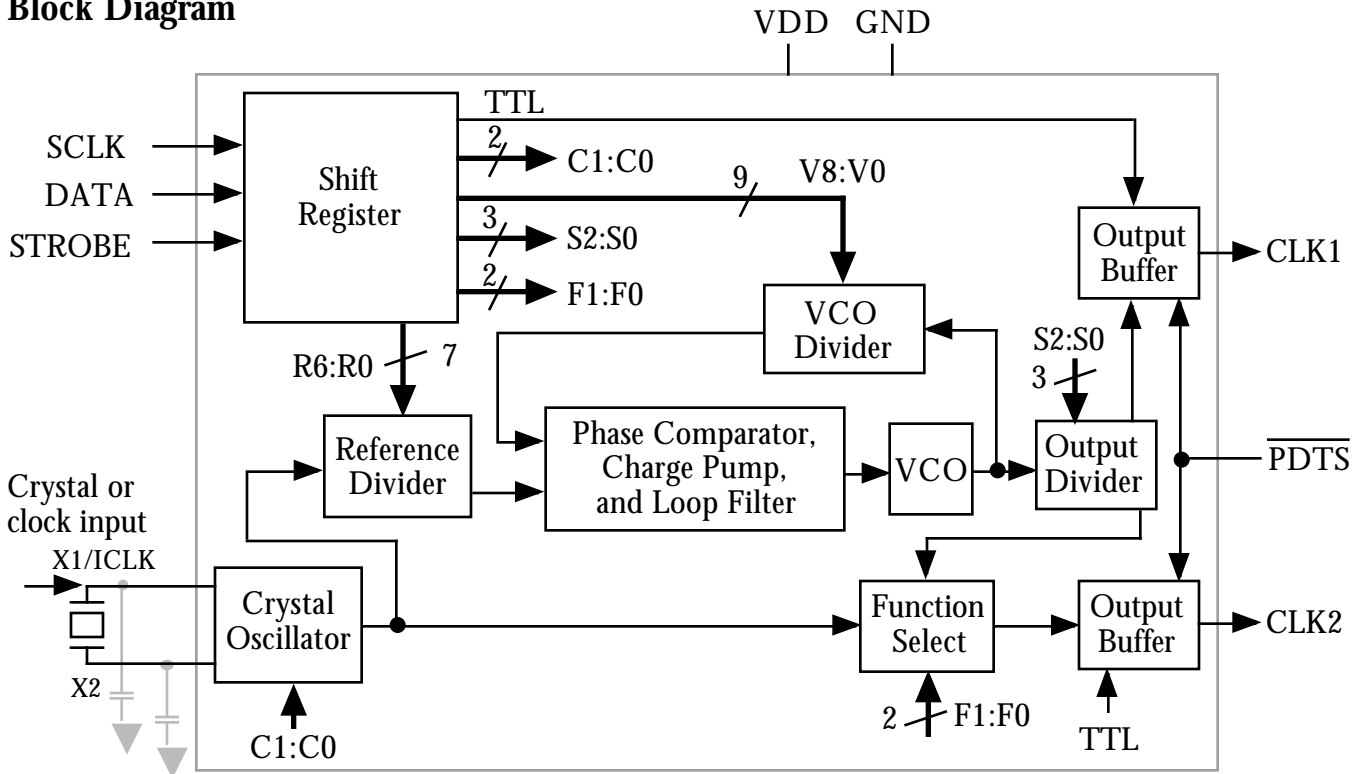 Block Diagram
VDD GND
TTL
SCLK
DATA
STROBE
Shift
Register
2
C1:C0
9
V8:V0
3
S2:S0
2
F1:F0
Output
Buffer
CLK1
VCO
Divider
R6:R0
7
S2:S0
3
Reference
Divider
Phase Comparator,
Charge Pump,
and Loop Filter
VCO
Output
Divider
PDTS
Crystal or
clock input
X1/ICLK
X2
Crystal
Oscillator
Function
Select
Output
Buffer
CLK2
C1:C0
2
F1:F0
TTL